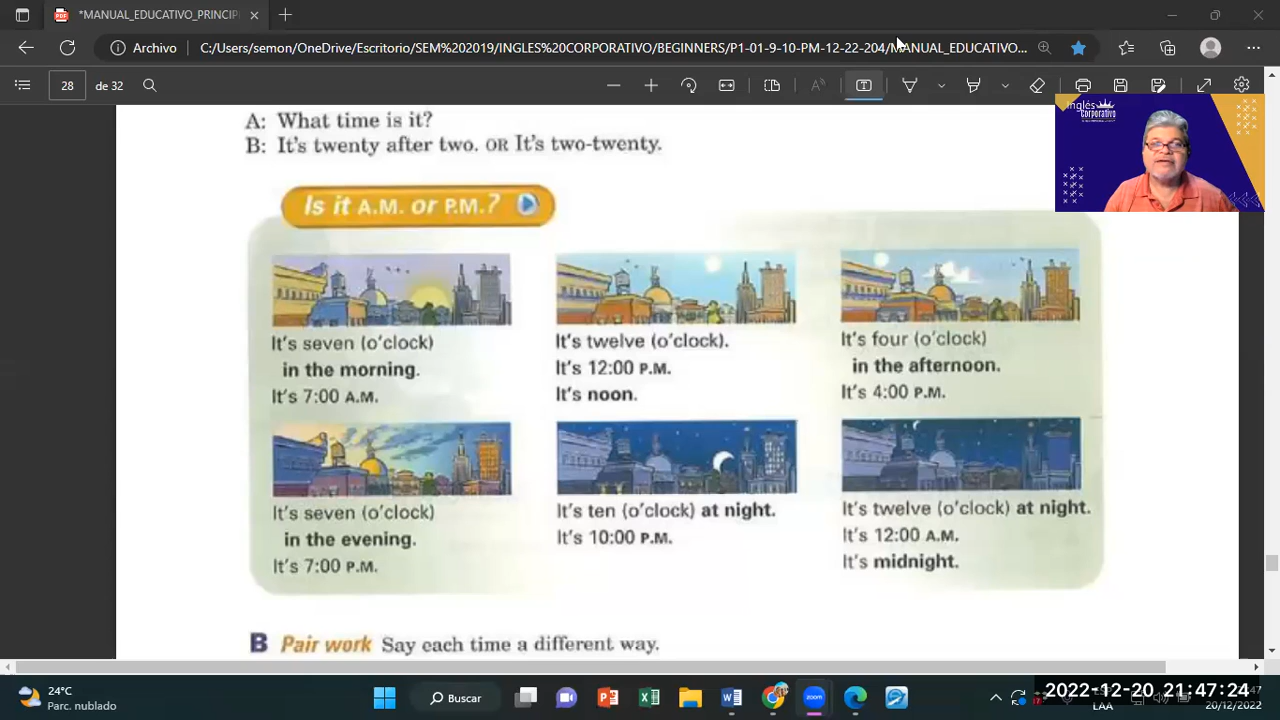 *MANUAL_EDUCATIVO_PRINCIP
Archivo
C:/Users/semon/OneDrive/Escritorio/SEM%202019/INGLES%20CORPORATIVO/BEGINNERS/P1-01-9-10-PM-12-22-204/MANUAL_EDUCATIVO...
28 de 32
Inglés
Corporativo
A: What time is it?
B: It's twenty after two. OR It's two-twenty.
Is it A.M. or P.M.?
It's seven (o'clock)
in the morning.
It's 7:00 A.M.
It's twelve (o'clock).
It's 12:00 P.M.
It's noon.
It's four (o'clock)
in the afternoon.
It's 4:00 P.M.
It's seven (o'clock)
in the evening.
It's 7:00 P.M.
It's ten (o'clock) at night.
It's 10:00 P.M.
It's twelve (o'clock) at night.
It's 12:00 A.M.
It's midnight.
B Pair work Say each time a different way.
24°C
Parc. nublado
Buscar
zoom
2022-12-20 21:47:24
LAA
20/12/2022